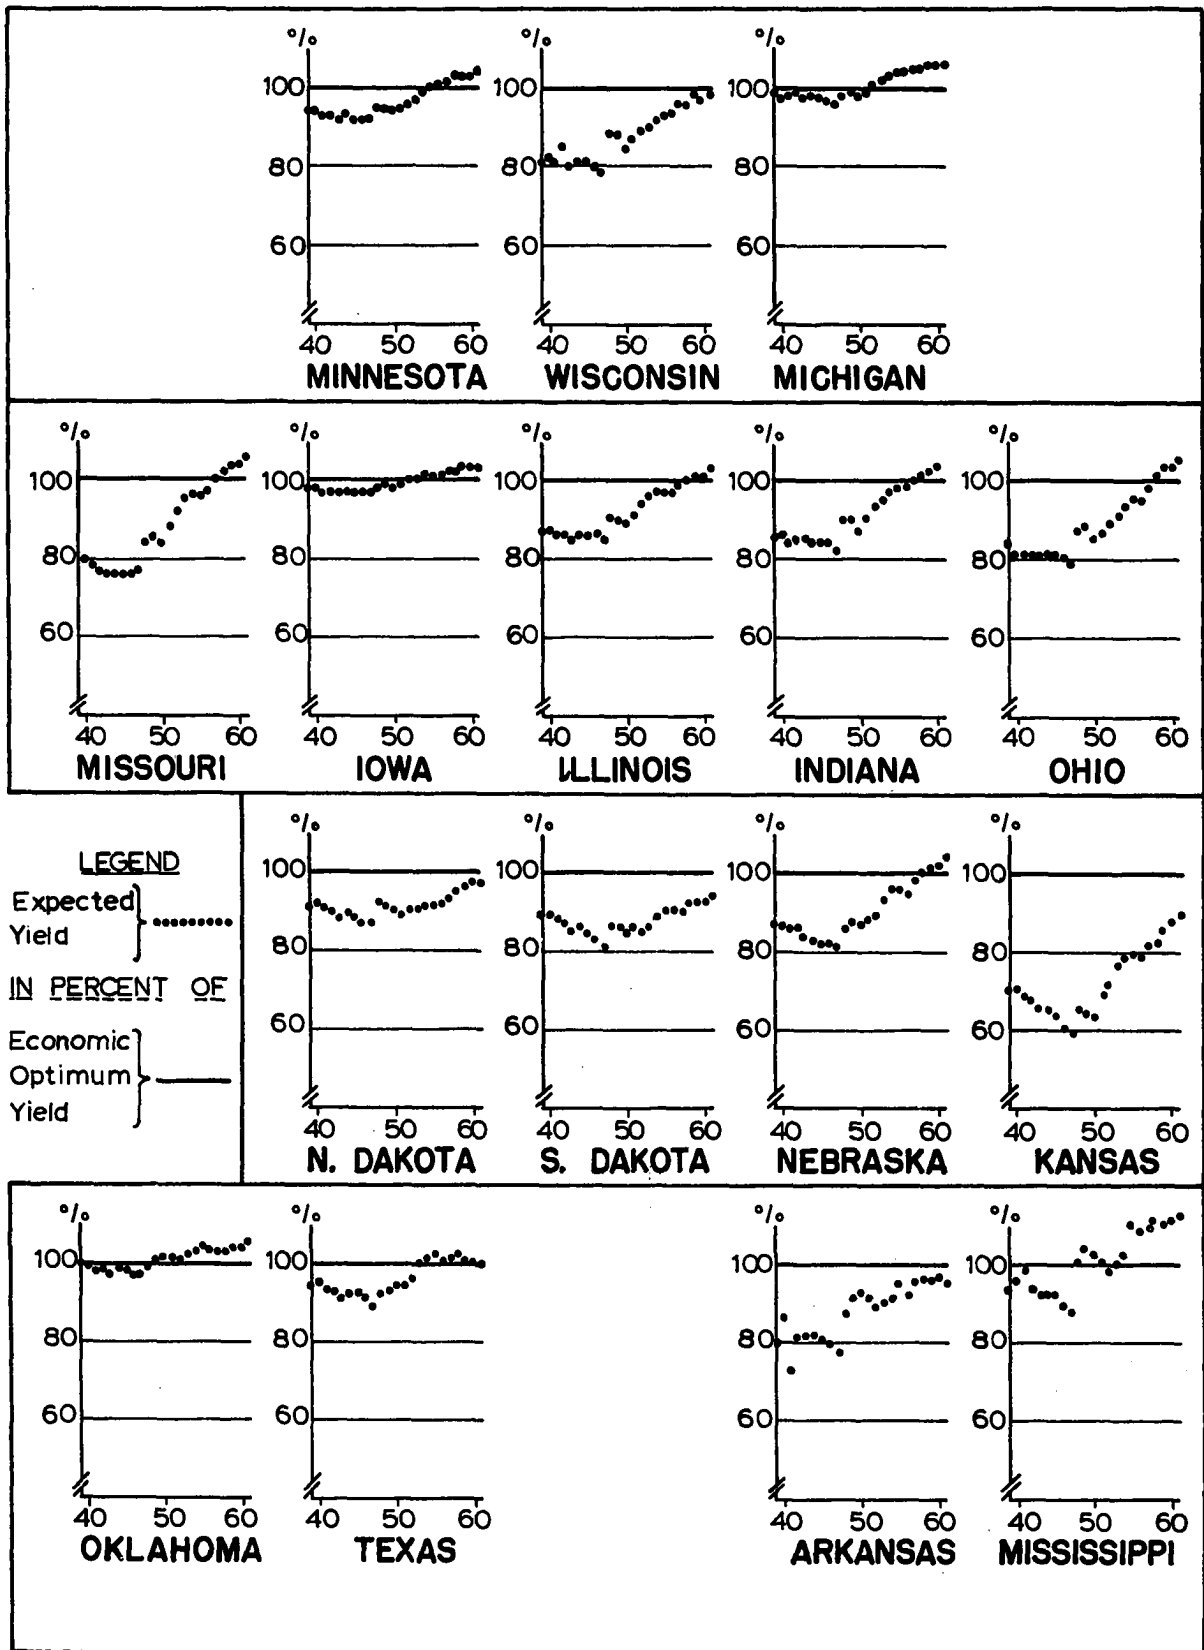 % % %
100 100 100
80 80 80
60 60 60
40 50 60 40 50 60 40 50 60
MINNESOTA WISCONSIN MICHIGAN
% % % % %
100 100 100 100 100
80 80 80 80 80
60 60 60 60 60
40 50 60 40 50 60 40 50 60 40 50 60 40 50 60
MISSOURI IOWA ILLINOIS INDIANA OHIO
LEGEND
Expected
Yield
IN PERCENT OF
Economic
Optimum
Yield
% % % %
100 100 100 100
80 80 80 80
60 60 60 60
40 50 60 40 50 60 40 50 60 40 50 60
N. DAKOTA S. DAKOTA NEBRASKA KANSAS
% % % %
100 100 100 100
80 80 80 80
60 60 60 60
40 50 60 40 50 60 40 50 60 40 50 60
OKLAHOMA TEXAS ARKANSAS MISSISSIPPI